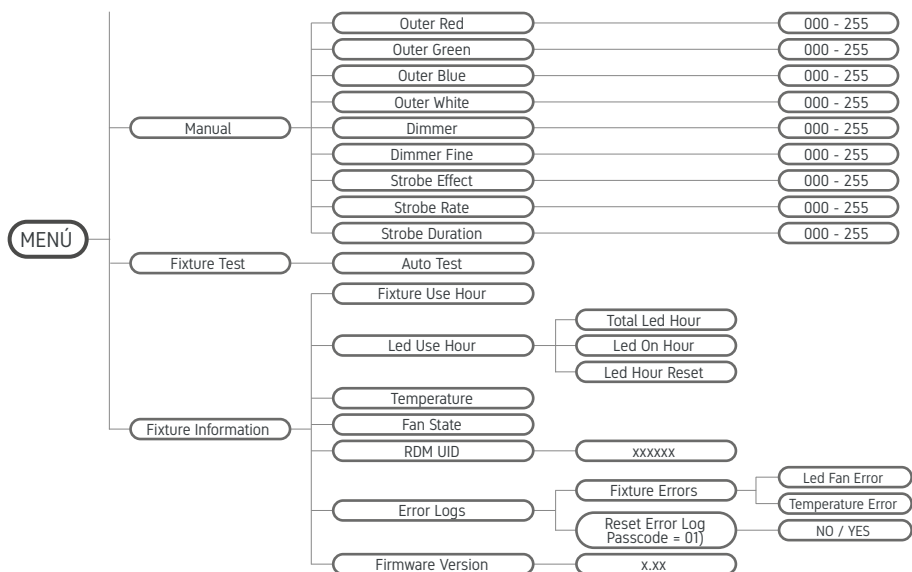 Outer Red 000 - 255
Outer Green 000 - 255
Outer Blue 000 - 255
Outer White 000 - 255
Manual Dimmer 000 - 255
Dimmer Fine 000 - 255
Strobe Effect 000 - 255
Strobe Rate 000 - 255
Strobe Duration 000 - 255
MENÚ
Fixture Test Auto Test
Fixture Use Hour
Total Led Hour
Led Use Hour Led On Hour
Led Hour Reset
Temperature
Fan State
Fixture Information
RDM UID xxxxxx
Led Fan Error
Fixture Errors
Temperature Error
Error Logs
Reset Error Log
Passcode = 01)
NO / YES
Firmware Version x.xx